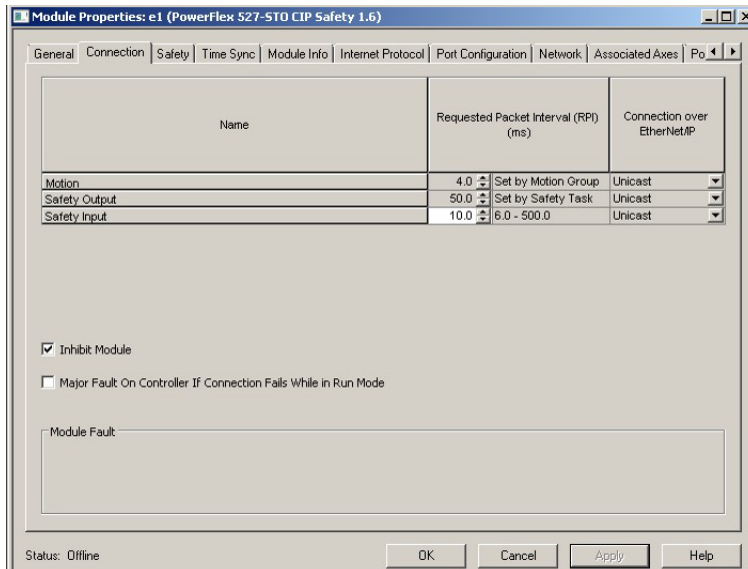 Module Properties: e1 (PowerFlex 527-STO CIP Safety 1.6)
General Connection Safety Time Sync Module Info Internet Protocol Port Configuration Network Associated Axes Po
Name Requested Packet Interval (RPI) (ms) Connection over EtherNet/IP
Motion 4.0 Set by Motion Group Unicast
Safety Output 50.0 Set by Safety Task Unicast
Safety Input 10.0 6.0 - 500.0 Unicast
Inhibit Module
Major Fault On Controller If Connection Fails While in Run Mode
Module Fault
Status: Offline OK Cancel Apply Help